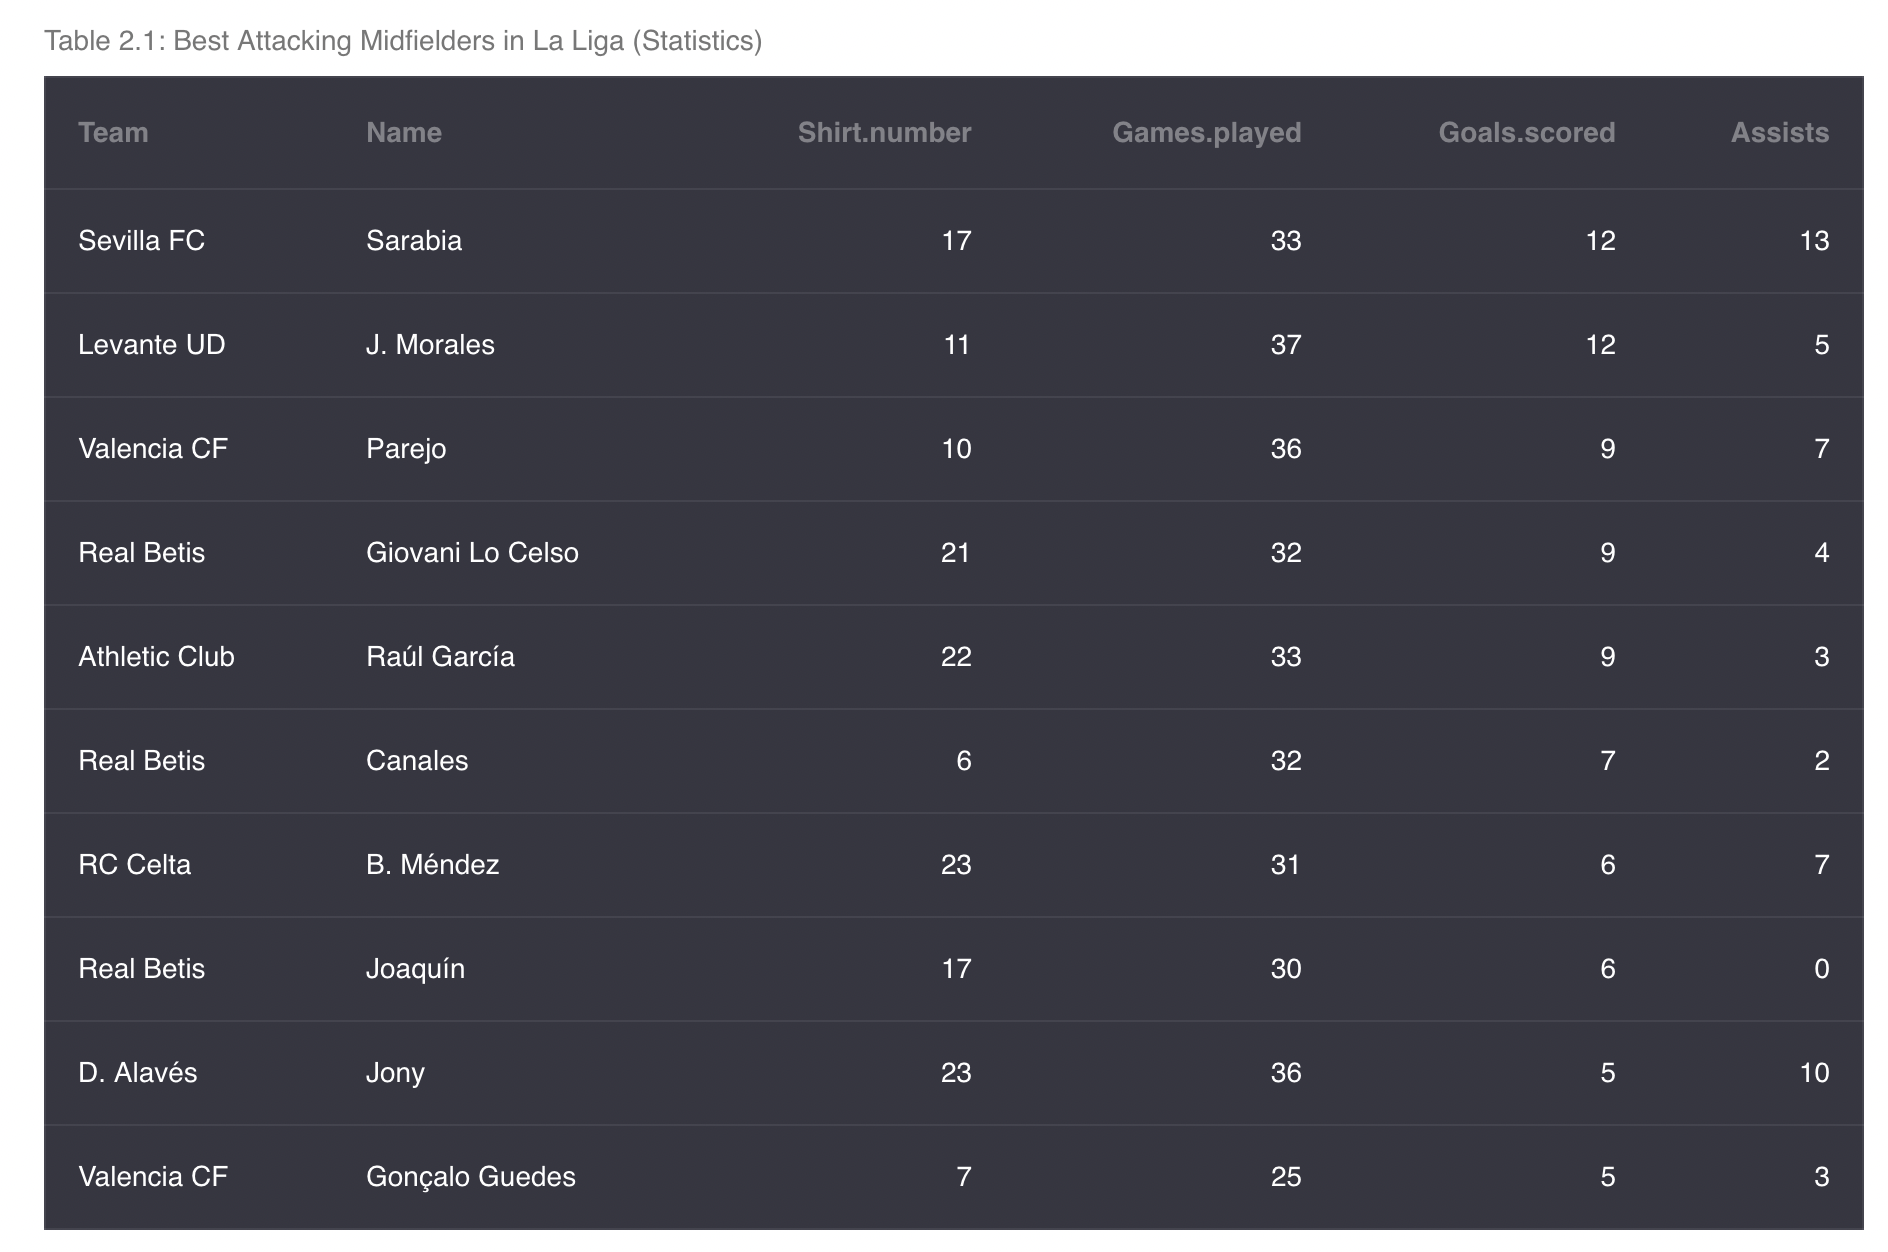 Table 2.1: Best Attacking Midfielders in La Liga (Statistics)
Team Name Shirt.number Games.played Goals.scored Assists
Sevilla FC Sarabia 17 33 12 13
Levante UD J. Morales 11 37 12 5
Valencia CF Parejo 10 36 9 7
Real Betis Giovani Lo Celso 21 32 9 4
Athletic Club Raúl García 22 33 9 3
Real Betis Canales 6 32 7 2
RC Celta B. Méndez 23 31 6 7
Real Betis Joaquín 17 30 6 0
D. Alavés Jony 23 36 5 10
Valencia CF Gonçalo Guedes 7 25 5 3